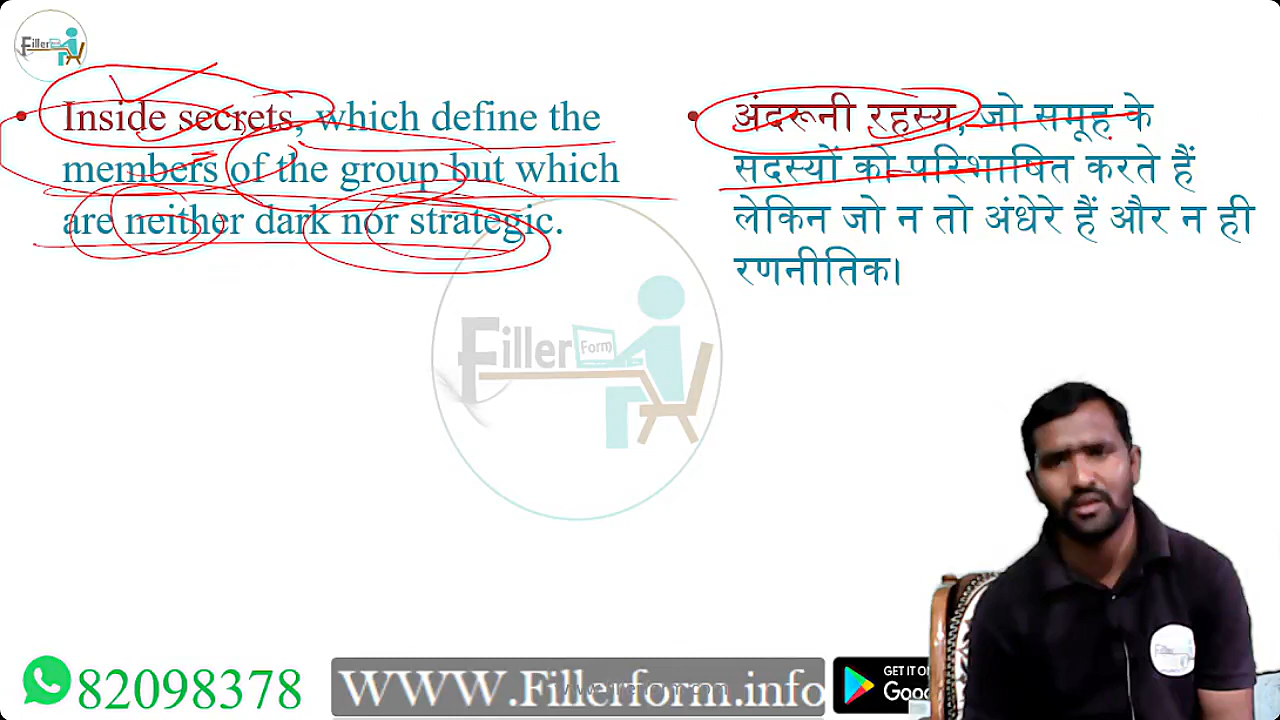 Filler
• Inside secrets, which define the
members of the group but which
are neither dark nor strategic.
• अंदरूनी रहस्य, जो समूह के
सदस्यों को परिभाषित करते हैं
लेकिन जो न तो अंधेरे हैं और न ही
रणनीतिक।
Filler Form
82098378
www.Fillerform.info
GET IT ON